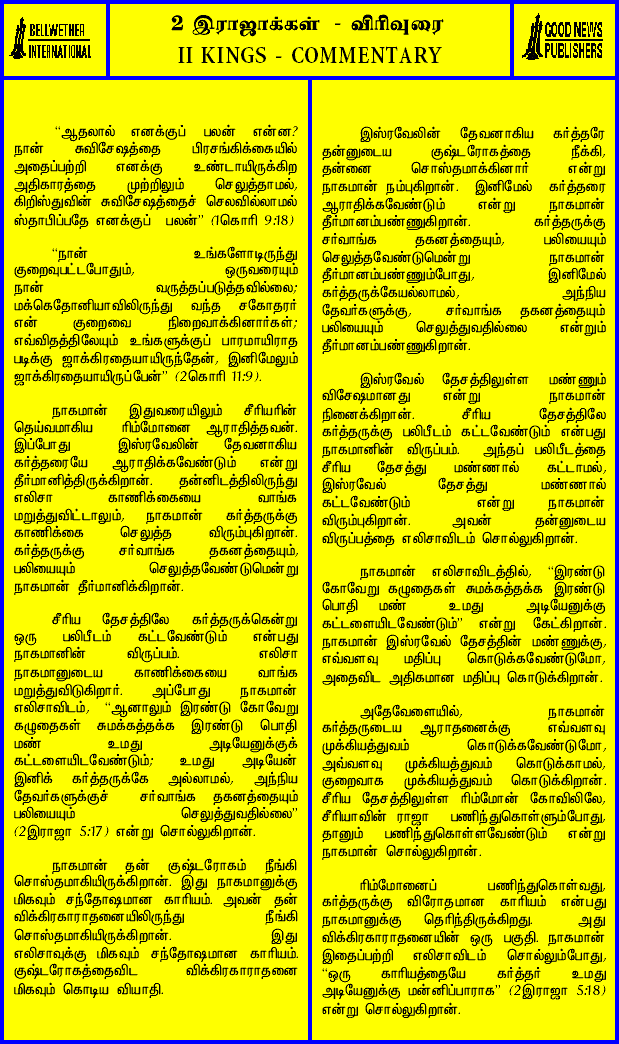 BELLWETHER
INTERNATIONAL
2 இராஜாக்கள் - விரிவுரை
II KINGS - COMMENTARY
GOOD NEWS
PUBLISHERS
“ஆதலால் எனக்குப் பலன் என்ன?
நான் சுவிசேஷத்தை பிரசங்கிக்கையில்
அதைப்பற்றி எனக்கு உண்டாயிருக்கிற
அதிகாரத்தை முற்றிலும் செலுத்தாமல்,
கிறிஸ்துவின் சுவிசேஷத்தைச் செலவில்லாமல்
ஸ்தாபிப்பதே எனக்குப் பலன்” (1கொரி 9:18)
“நான் உங்களோடிருந்து
குறைவுபட்டபோதும், ஒருவரையும்
நான் வருத்தப்படுத்தவில்லை;
மக்கெதோனியாவிலிருந்து வந்த சகோதரர்
என் குறைவை நிறைவாக்கினார்கள்;
எவ்விதத்திலேயும் உங்களுக்குப் பாரமாயிராத
படிக்கு ஜாக்கிரதையாயிருந்தேன், இனிமேலும்
ஜாக்கிரதையாயிருப்பேன்” (2கொரி 11:9).
நாகமான் இதுவரையிலும் சீரியரின்
தெய்வமாகிய ரிம்மோனை ஆராதித்தவன்.
இப்போது இஸ்ரவேலின் தேவனாகிய
கர்த்தரையே ஆராதிக்கவேண்டும் என்று
தீர்மானித்திருக்கிறான். தன்னிடத்திலிருந்து
எலிசா காணிக்கையை வாங்க
மறுத்துவிட்டாலும், நாகமான் கர்த்தருக்கு
காணிக்கை செலுத்த விரும்புகிறான்.
கர்த்தருக்கு சர்வாங்க தகனத்தையும்,
பலியையும் செலுத்தவேண்டுமென்று
நாகமான் தீர்மானிக்கிறான்.
சீரிய தேசத்திலே கர்த்தருக்கென்று
ஒரு பலிபீடம் கட்டவேண்டும் என்பது
நாகமானின் விருப்பம். எலிசா
நாகமானுடைய காணிக்கையை வாங்க
மறுத்துவிடுகிறார். அப்போது நாகமான்
எலிசாவிடம், “ஆனாலும் இரண்டு கோவேறு
கழுதைகள் சுமக்கத்தக்க இரண்டு பொதி
மண் உமது அடியேனுக்குக்
கட்டளையிடவேண்டும்; உமது அடியேன்
இனிக் கர்த்தருக்கே அல்லாமல், அந்நிய
தேவர்களுக்குச் சர்வாங்க தகனத்தையும்
பலியையும் செலுத்துவதில்லை”
(2இராஜா 5:17) என்று சொல்லுகிறான்.
நாகமான் தன் குஷ்டரோகம் நீங்கி
சொஸ்தமாகியிருக்கிறான். இது நாகமானுக்கு
மிகவும் சந்தோஷமான காரியம். அவன் தன்
விக்கிரகாராதனையிலிருந்து நீங்கி
சொஸ்தமாகியிருக்கிறான். இது
எலிசாவுக்கு மிகவும் சந்தோஷமான காரியம்.
குஷ்டரோகத்தைவிட விக்கிரகாராதனை
மிகவும் கொடிய வியாதி.
இஸ்ரவேலின் தேவனாகிய கர்த்தரே
தன்னுடைய குஷ்டரோகத்தை நீக்கி,
தன்னை சொஸ்தமாக்கினார் என்று
நாகமான் நம்புகிறான். இனிமேல் கர்த்தரை
ஆராதிக்கவேண்டும் என்று நாகமான்
தீர்மானம்பண்ணுகிறான். கர்த்தருக்கு
சர்வாங்க தகனத்தையும், பலியையும்
செலுத்தவேண்டுமென்று நாகமான்
தீர்மானம்பண்ணும்போது, இனிமேல்
கர்த்தருக்கேயல்லாமல், அந்நிய
தேவர்களுக்கு, சர்வாங்க தகனத்தையும்
பலியையும் செலுத்துவதில்லை என்றும்
தீர்மானம்பண்ணுகிறான்.
இஸ்ரவேல் தேசத்திலுள்ள மண்ணும்
விசேஷமானது என்று நாகமான்
நினைக்கிறான். சீரிய தேசத்திலே
கர்த்தருக்கு பலிபீடம் கட்டவேண்டும் என்பது
நாகமானின் விருப்பம். அந்தப் பலிபீடத்தை
சீரிய தேசத்து மண்ணால் கட்டாமல்,
இஸ்ரவேல் தேசத்து மண்ணால்
கட்டவேண்டும் என்று நாகமான்
விரும்புகிறான். அவன் தன்னுடைய
விருப்பத்தை எலிசாவிடம் சொல்லுகிறான்.
நாகமான் எலிசாவிடத்தில், “இரண்டு
கோவேறு கழுதைகள் சுமக்கத்தக்க இரண்டு
பொதி மண் உமது அடியேனுக்கு
கட்டளையிடவேண்டும்” என்று கேட்கிறான்.
நாகமான் இஸ்ரவேல் தேசத்தின் மண்ணுக்கு,
எவ்வளவு மதிப்பு கொடுக்கவேண்டுமோ,
அதைவிட அதிகமான மதிப்பு கொடுக்கிறான்.
அதேவேளையில், நாகமான்
கர்த்தருடைய ஆராதனைக்கு எவ்வளவு
முக்கியத்துவம் கொடுக்கவேண்டுமோ,
அவ்வளவு முக்கியத்துவம் கொடுக்காமல்,
குறைவாக முக்கியத்துவம் கொடுக்கிறான்.
சீரிய தேசத்திலுள்ள ரிம்மோன் கோவிலிலே,
சீரியாவின் ராஜா பணிந்துகொள்ளும்போது,
தானும் பணிந்துகொள்ளவேண்டும் என்று
நாகமான் சொல்லுகிறான்.
ரிம்மோனைப் பணிந்துகொள்வது,
கர்த்தருக்கு விரோதமான காரியம் என்பது
நாகமானுக்கு தெரிந்திருக்கிறது. அது
விக்கிரகாராதனையின் ஒரு பகுதி. நாகமான்
இதைப்பற்றி எலிசாவிடம் சொல்லும்போது,
“ஒரு காரியத்தையே கர்த்தர் உமது
அடியேனுக்கு மன்னிப்பாராக” (2இராஜா 5:18)
என்று சொல்லுகிறான்.